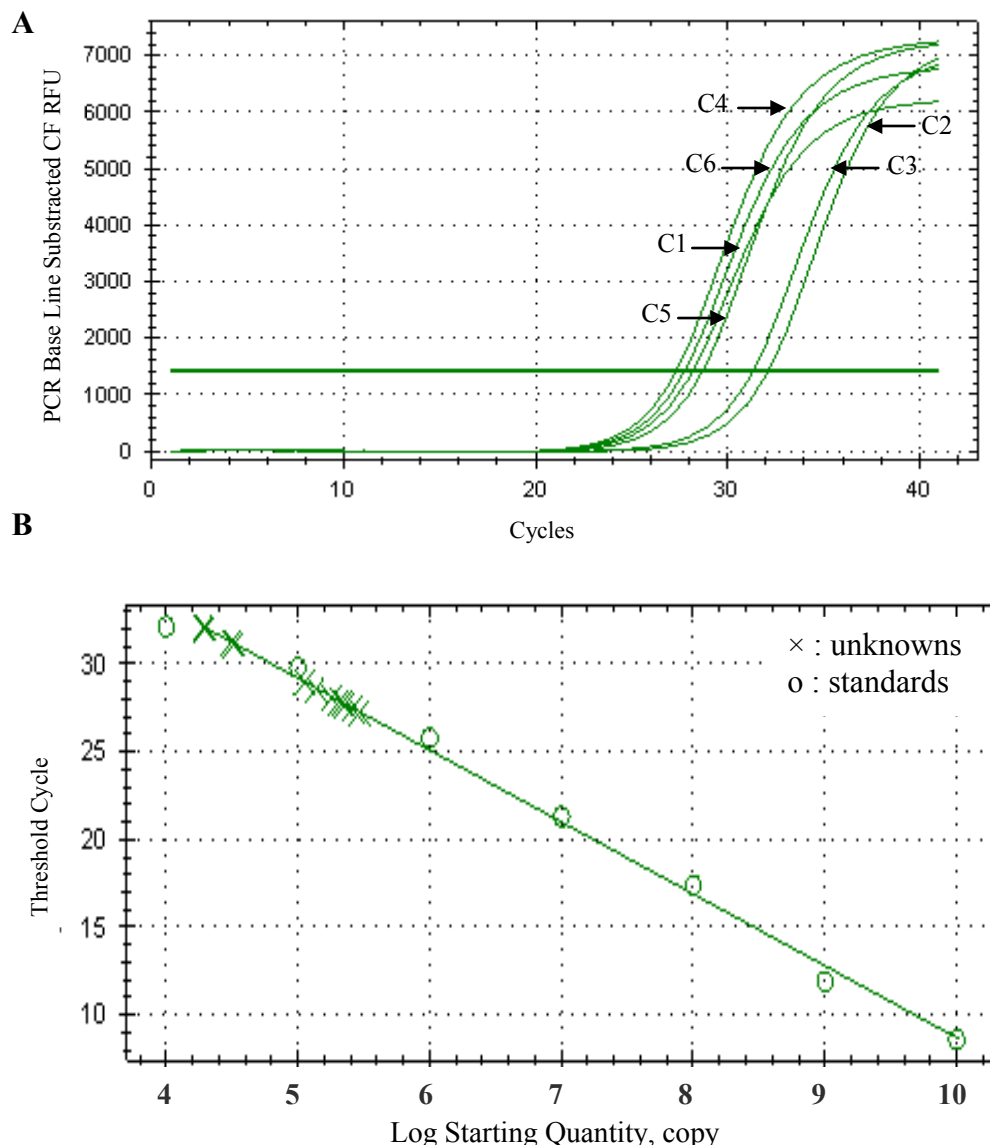 A
PCR Base Line Substracted CF RFU
7000
6000
5000
4000
3000
2000
1000
0
C4
C2
C6
C3
C1
C5
0 10 20 30 40
Cycles
B
Threshold Cycle
30
25
20
15
10
× : unknowns
o : standards
4 5 6 7 8 9 10
Log Starting Quantity, copy